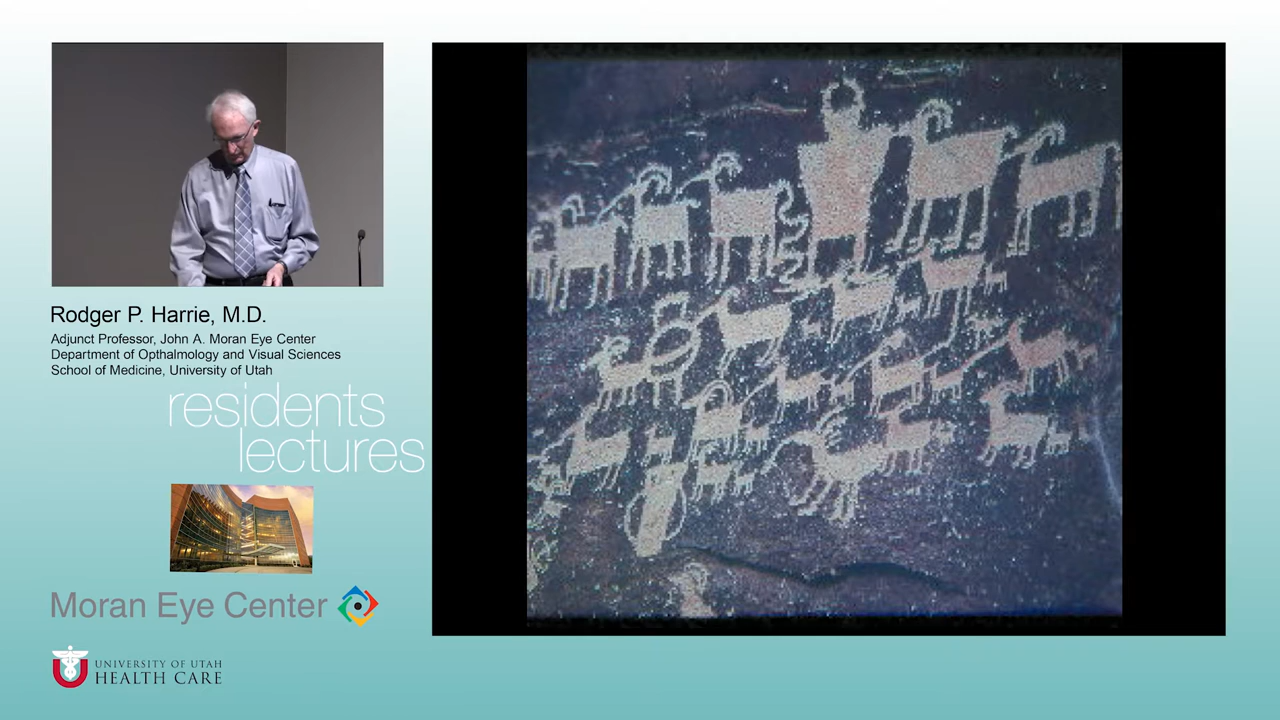 Rodger P. Harrie, M.D.
Adjunct Professor, John A. Moran Eye Center
Department of Opthalmology and Visual Sciences
School of Medicine, University of Utah
residents
lectures
Moran Eye Center
UNIVERSITY OF UTAH
HEALTH CARE